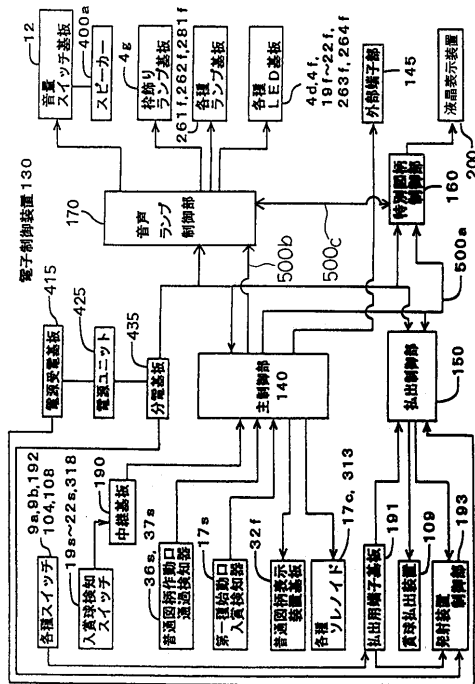 電子制御装置 130
電源受電基板
415
電源ユニット
425
分電基板
435
各種スイッチ
9a,9b,192
104,108
入賞球検知
スイッチ
19s~22s,318
中継基板
190
普通図柄作動口
通過検知器
36s, 37s
第一種始動口
入賞検知器
17s
普通図柄表示
装置基板
32f
各種
ソレノイド
17c, 313
払出用端子基板
191
賞球払出装置
109
発射装置
制御部
193
主制御部
140
払出制御部
150
音声
ランプ
制御部
170
500b
500c
500a
特別図柄
制御部
160
液晶表示装置
200
音量
スイッチ基板
12
スピーカー
400a
枠飾り
ランプ基板
4g
各種
ランプ基板
261f,262f,281f
各種
LED基板
4d,4f,
19f~22f,
263f,264f
外部端子部
145